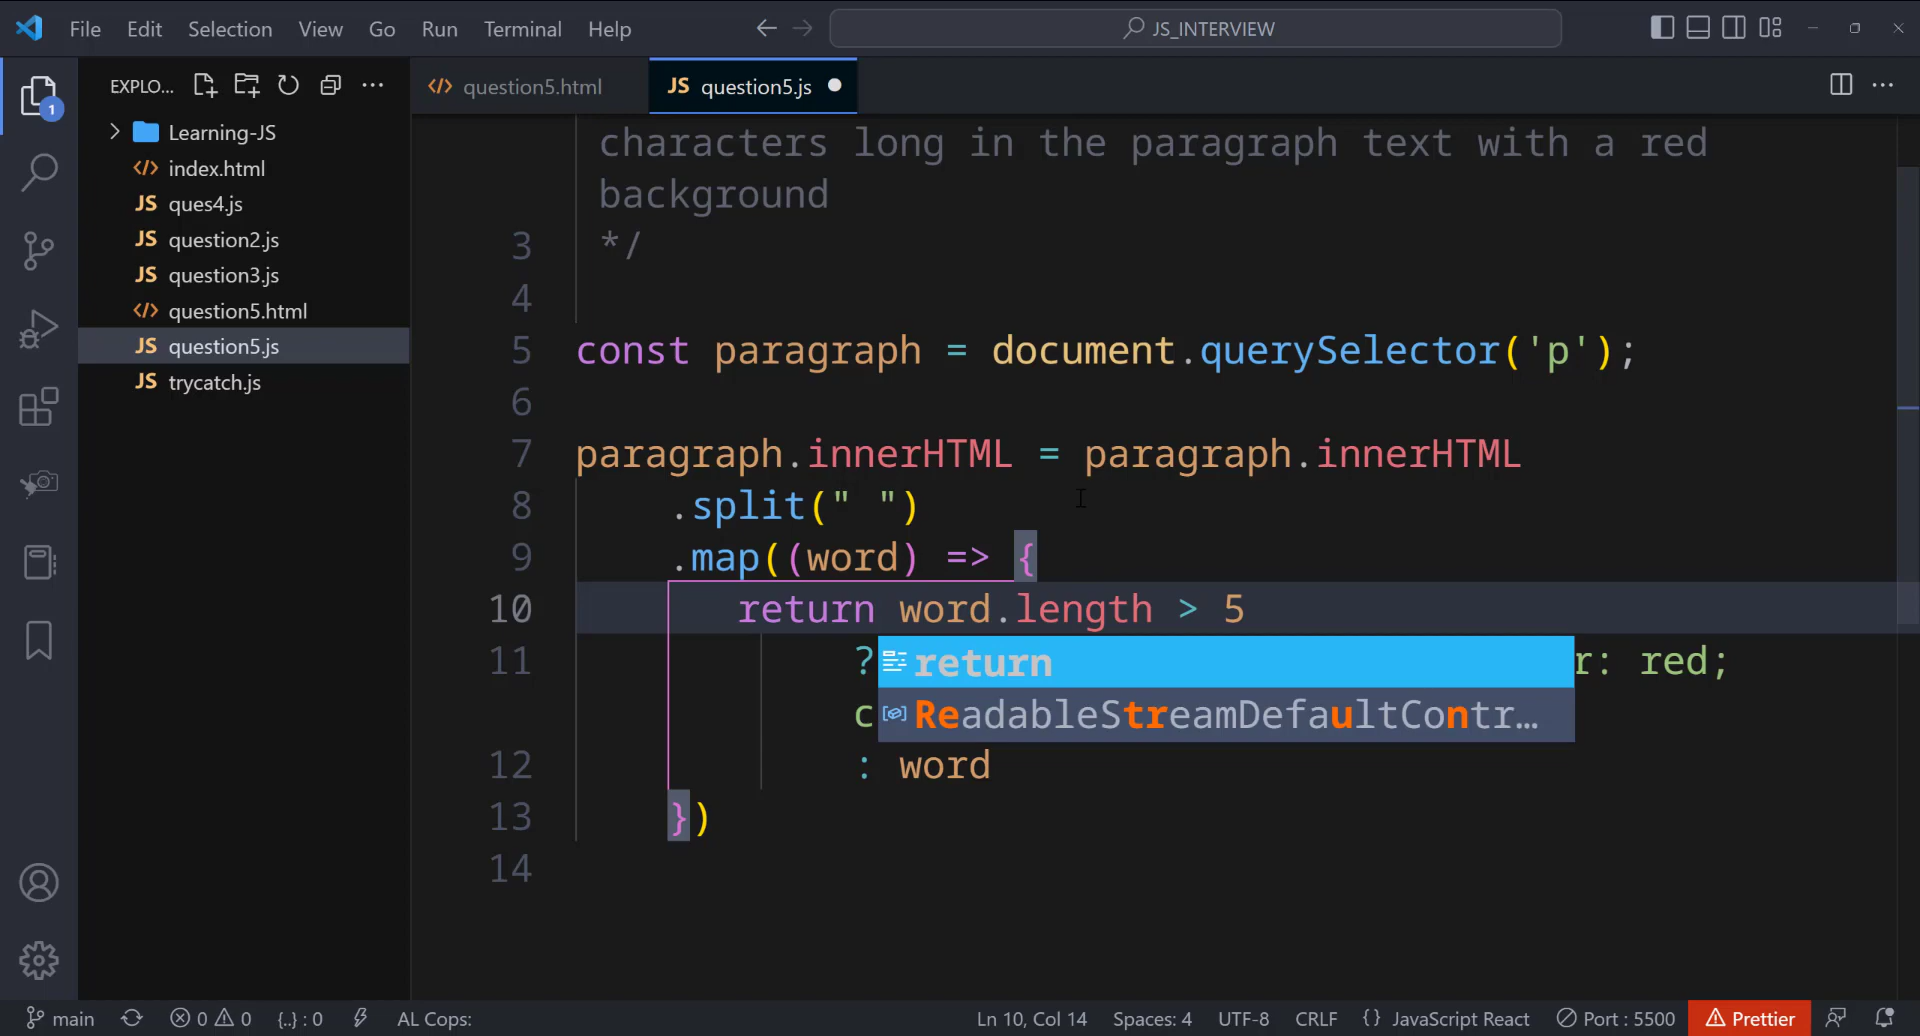 File Edit Selection View Go Run Terminal Help JS_INTERVIEW
EXPLO...
question5.html JS question5.js
1
Learning-JS
index.html
JS ques4.js
JS question2.js
JS question3.js
question5.html
JS question5.js
JS trycatch.js
characters long in the paragraph text with a red
background
3 */
4
5 const paragraph = document.querySelector('p');
6
7 paragraph.innerHTML = paragraph.innerHTML
8 .split(" ")
9 .map((word) => {
10 return word.length > 5
11 ? return r: red;
c ReadableStreamDefaultContr…
12 : word
13 })
14
main 0 0 {..} : 0 AL Cops: Ln 10, Col 14 Spaces: 4 UTF-8 CRLF {} JavaScript React Port : 5500 Prettier